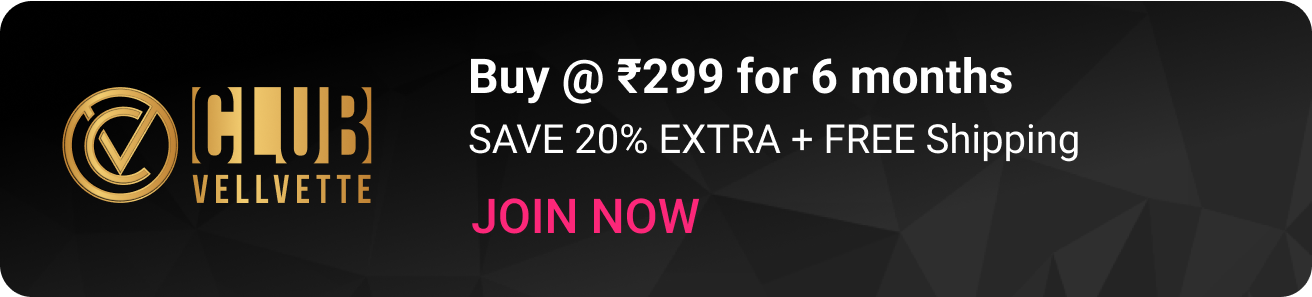 CLUB
VELLVETTE
Buy @ ₹299 for 6 months
SAVE 20% EXTRA + FREE Shipping
JOIN NOW